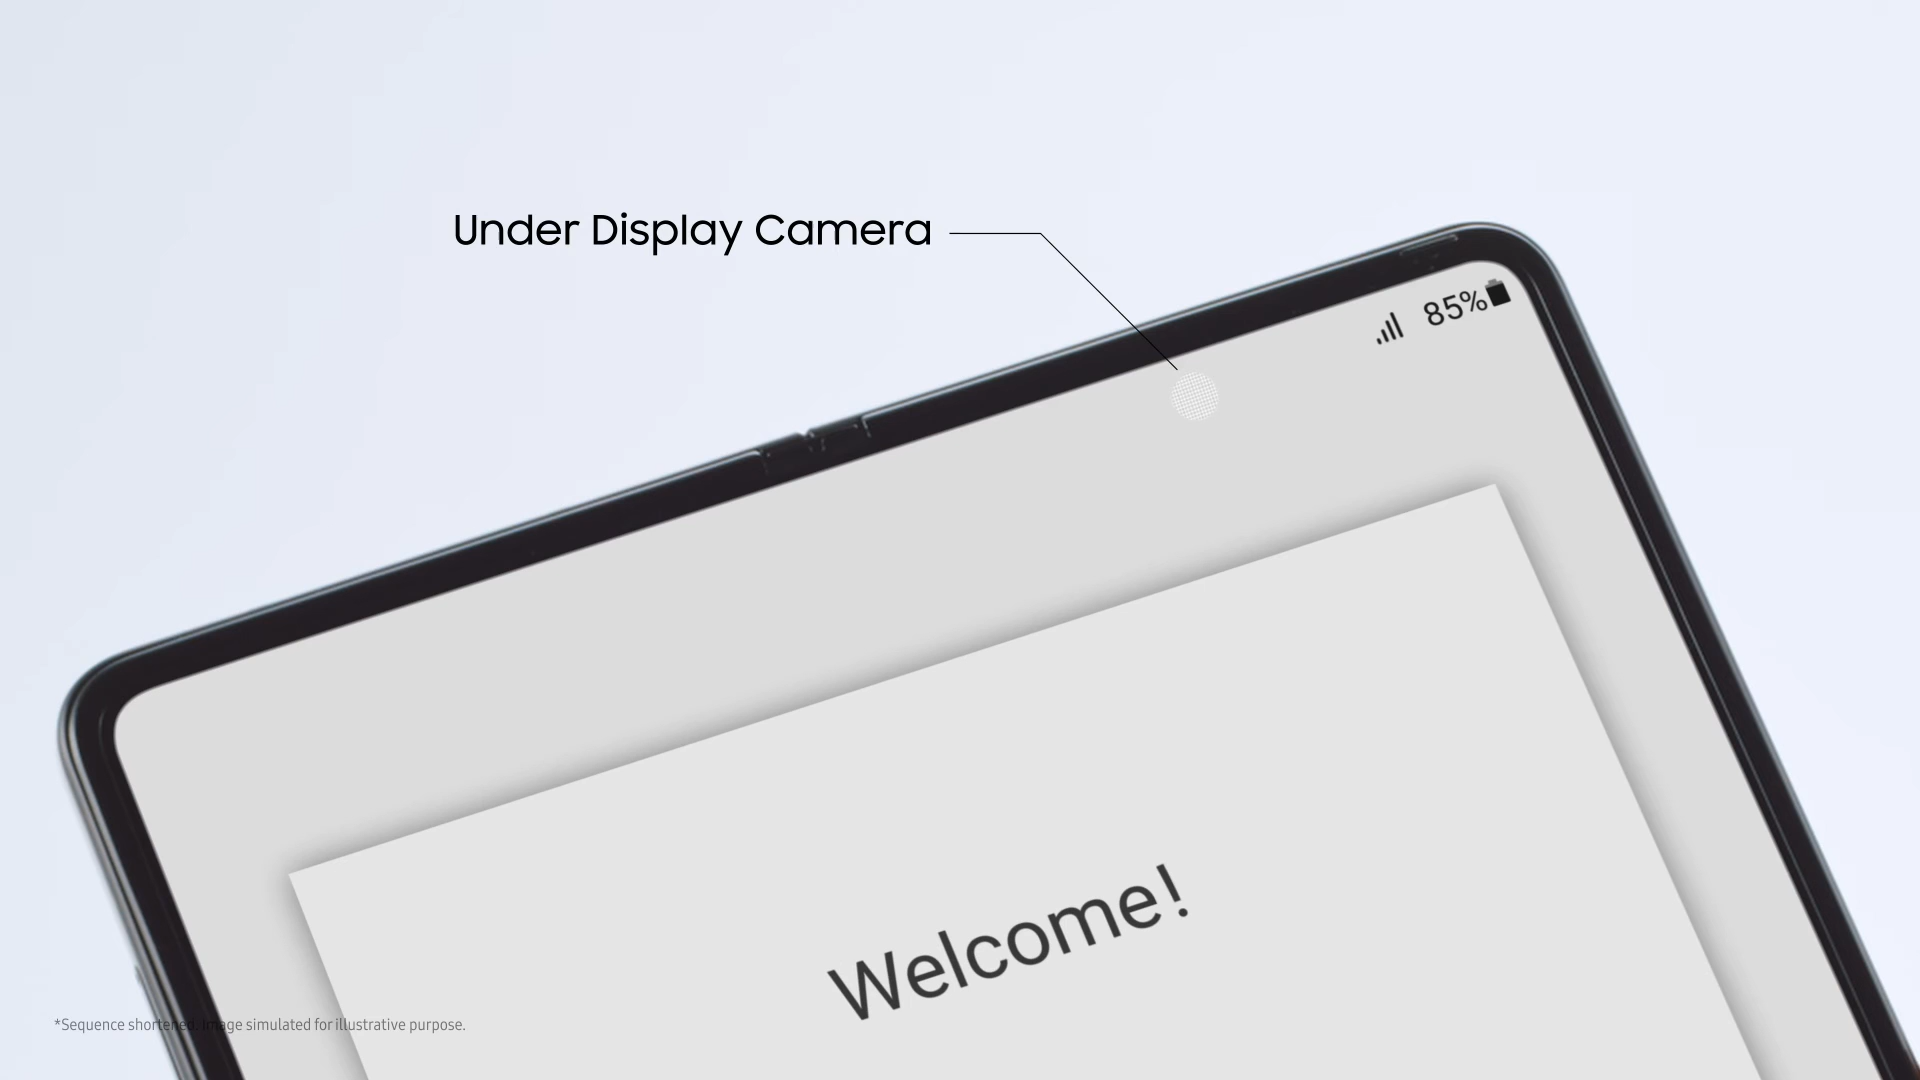 Under Display Camera
85%
Welcome!
*Sequence shortened. Image simulated for illustrative purpose.